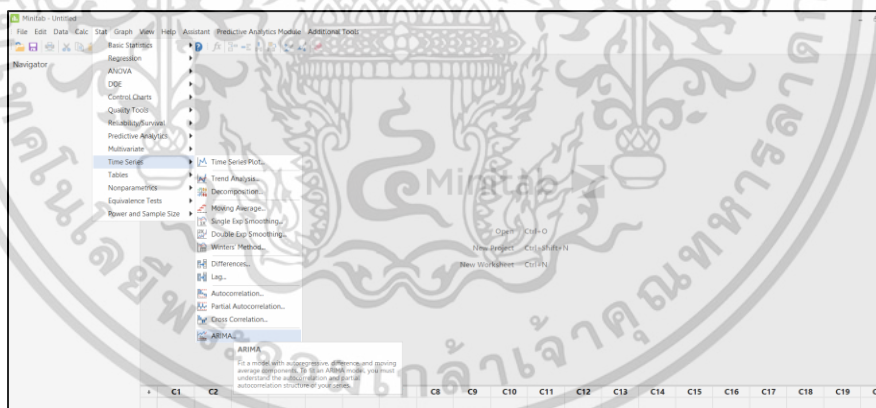 Minitab - Untitled
File Edit Data Calc Stat Graph View Help Assistant Predictive Analytics Module Additional Tools
Navigator
Basic Statistics
Regression
ANOVA
DOE
Control Charts
Quality Tools
Reliability/Survival
Predictive Analytics
Multivariate
Time Series
Tables
Nonparametrics
Equivalence Tests
Power and Sample Size
Time Series Plot...
Trend Analysis...
Decomposition...
Moving Average...
Single Exp Smoothing...
Double Exp Smoothing...
Winters' Method...
Differences...
Lag...
Autocorrelation...
Partial Autocorrelation...
Cross Correlation...
ARIMA...
ARIMA
Fit a model with autoregressive, difference, and moving
average components. To fit an ARIMA model, you must
understand the autocorrelation and partial
autocorrelation structure of your series.
Minitab
Open Ctrl+O
New Project Ctrl+Shift+N
New Worksheet Ctrl+N
C1 C2 C8 C9 C10 C11 C12 C13 C14 C15 C16 C17 C18 C19